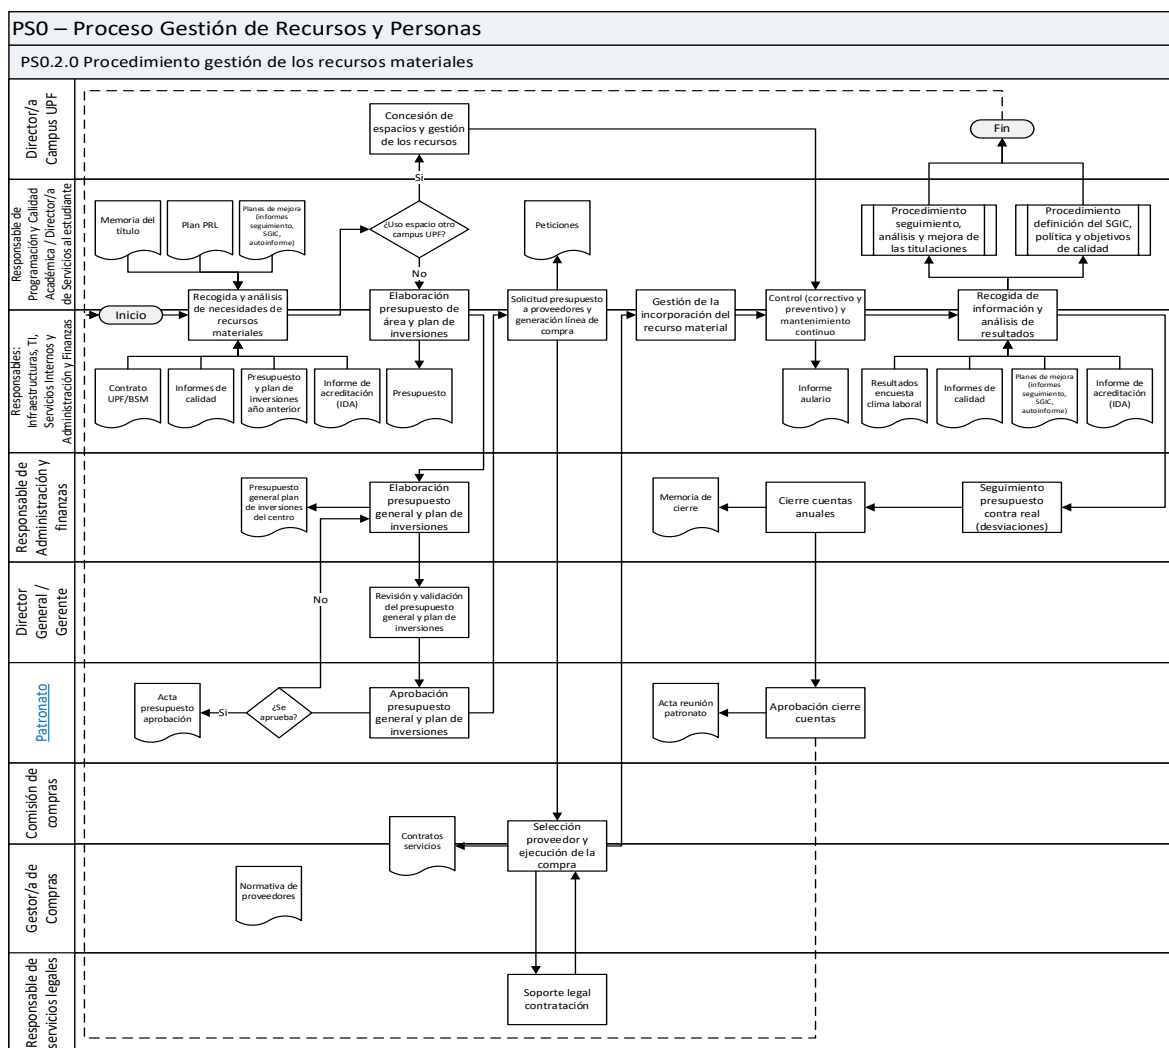 PS0 – Proceso Gestión de Recursos y Personas
PS0.2.0 Procedimiento gestión de los recursos materiales
Director/a
Campus UPF
Concesión de
espacios y gestión
de los recursos
Fin
Si
Responsable de
Programación y Calidad
Académica / Director/a
de Servicios al estudiante
Memoria del
título
Plan PRL
Planes de mejora
(informes
seguimiento,
SGIC,
autoinforme)
¿Uso espacio otro
campus UPF?
No
Peticiones
Procedimiento
seguimiento,
análisis y mejora de
las titulaciones
Procedimiento
definición del SGIC,
política y objetivos
de calidad
Inicio
Recogida y análisis
de necesidades de
recursos
materiales
Elaboración
presupuesto de
área y plan de
inversiones
Solicitud presupuesto
a proveedores y
generación línea de
compra
Gestión de la
incorporación del
recurso material
Control (correctivo y
preventivo) y
mantenimiento
continuo
Recogida de
información y
análisis de
resultados
Responsables:
Infraestructuras, TI,
Servicios Internos y
Administración y Finanzas
Contrato
UPF/BSM
Informes de
calidad
Presupuesto
y plan de
inversiones
año anterior
Informe de
acreditación
(IDA)
Presupuesto
Informe
aulario
Resultados
encuesta
clima laboral
Informes de
calidad
Planes de mejora
(informes
seguimiento,
SGIC,
autoinforme)
Informe de
acreditación
(IDA)
Responsable de
Administración y
finanzas
Presupuesto
general plan
de inversiones
del centro
Elaboración
presupuesto
general y plan de
inversiones
Memoria de
cierre
Cierre cuentas
anuales
Seguimiento
presupuesto
contra real
(desviaciones)
Director
General /
Gerente
No
Revisión y validación
del presupuesto
general y plan de
inversiones
Patronato
Acta
presupuesto
aprobación
Si
¿Se
aprueba?
Aprobación
presupuesto
general y plan de
inversiones
Acta reunión
patronato
Aprobación cierre
cuentas
Comisión de
compras
Contratos
servicios
Selección
proveedor y
ejecución de la
compra
Gestor/a de
Compras
Normativa de
proveedores
Responsable de
servicios legales
Soporte legal
contratación